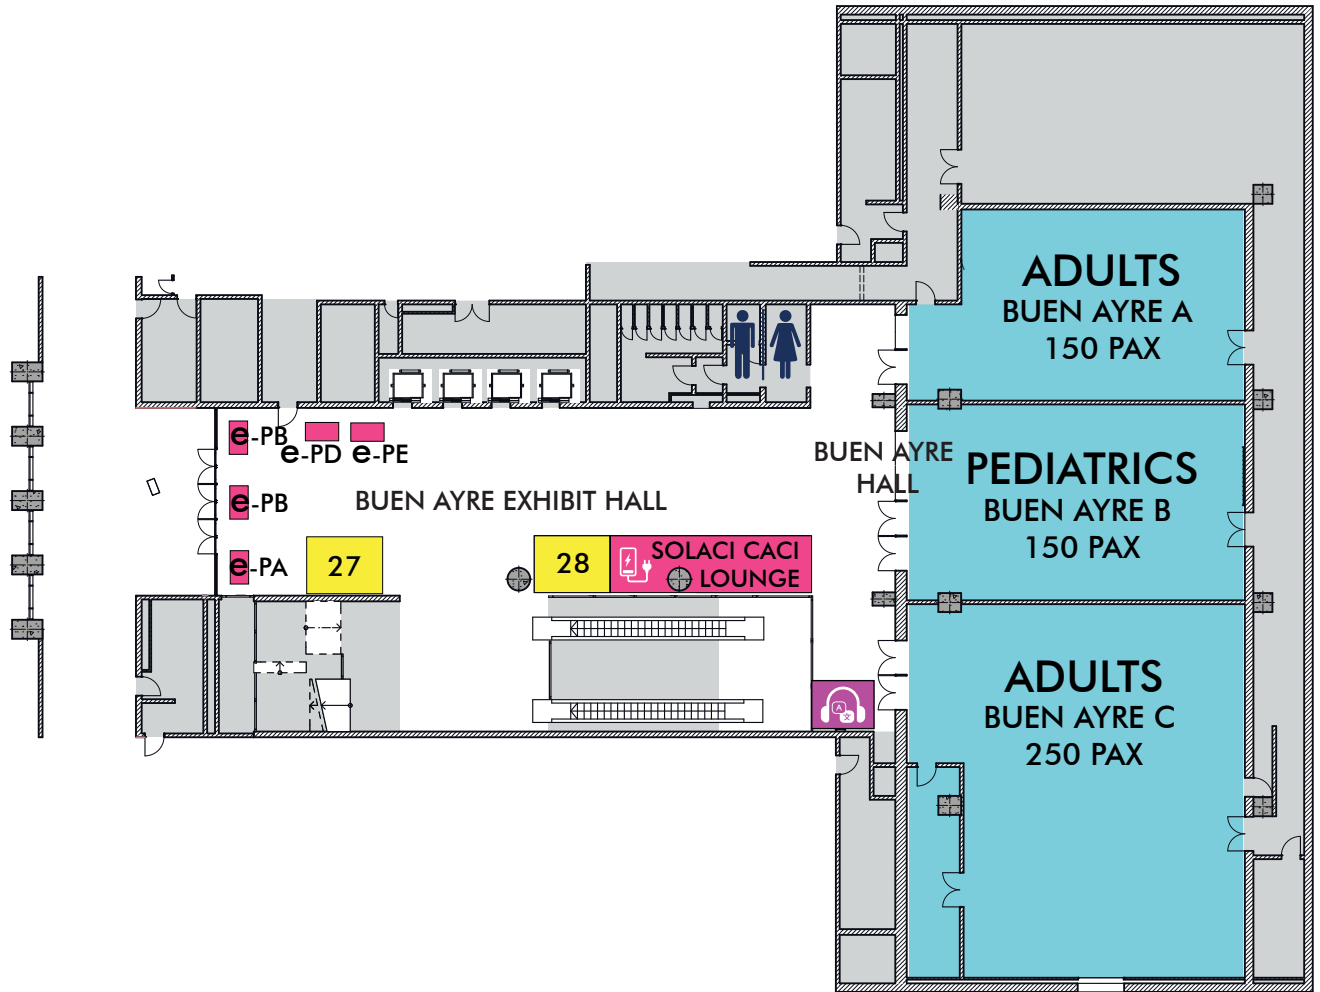 ADULTS
BUEN AYRE A
150 PAX
e-PB
e-PD
e-PE
BUEN AYRE
HALL
PEDIATRICS
BUEN AYRE B
150 PAX
e-PB
BUEN AYRE EXHIBIT HALL
e-PA
27
28
SOLACI CACI
LOUNGE
ADULTS
BUEN AYRE C
250 PAX
A
文